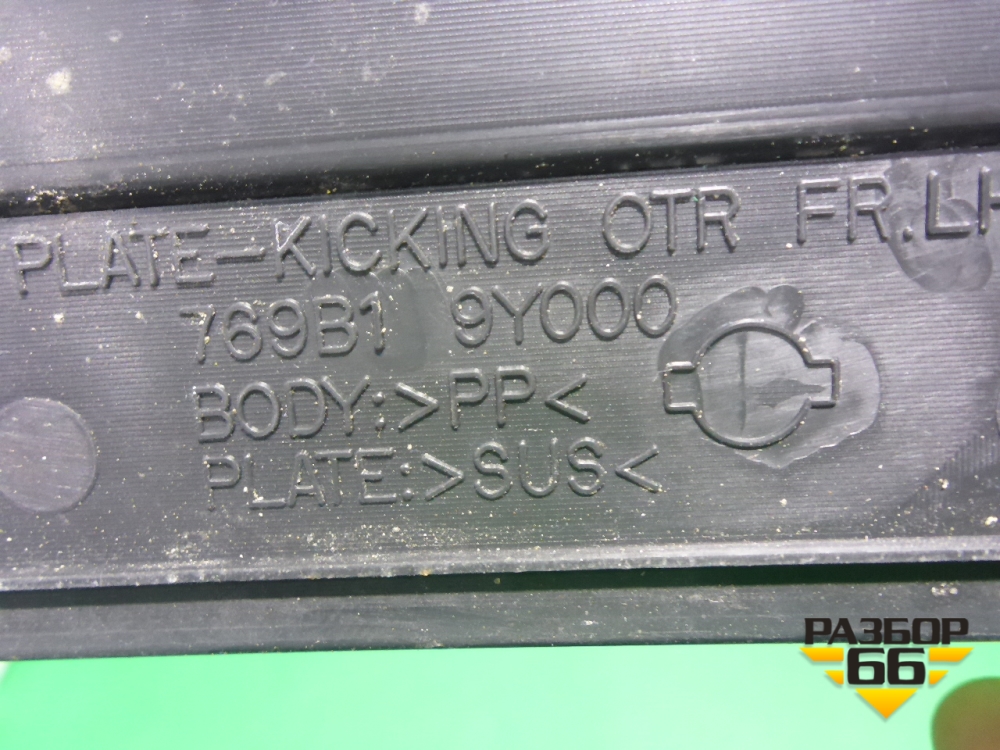 PLATE-KICKING OTR FR.LH
769B1 9Y000
BODY:>PP<
PLATE:>SUS<
РАЗБОР
66